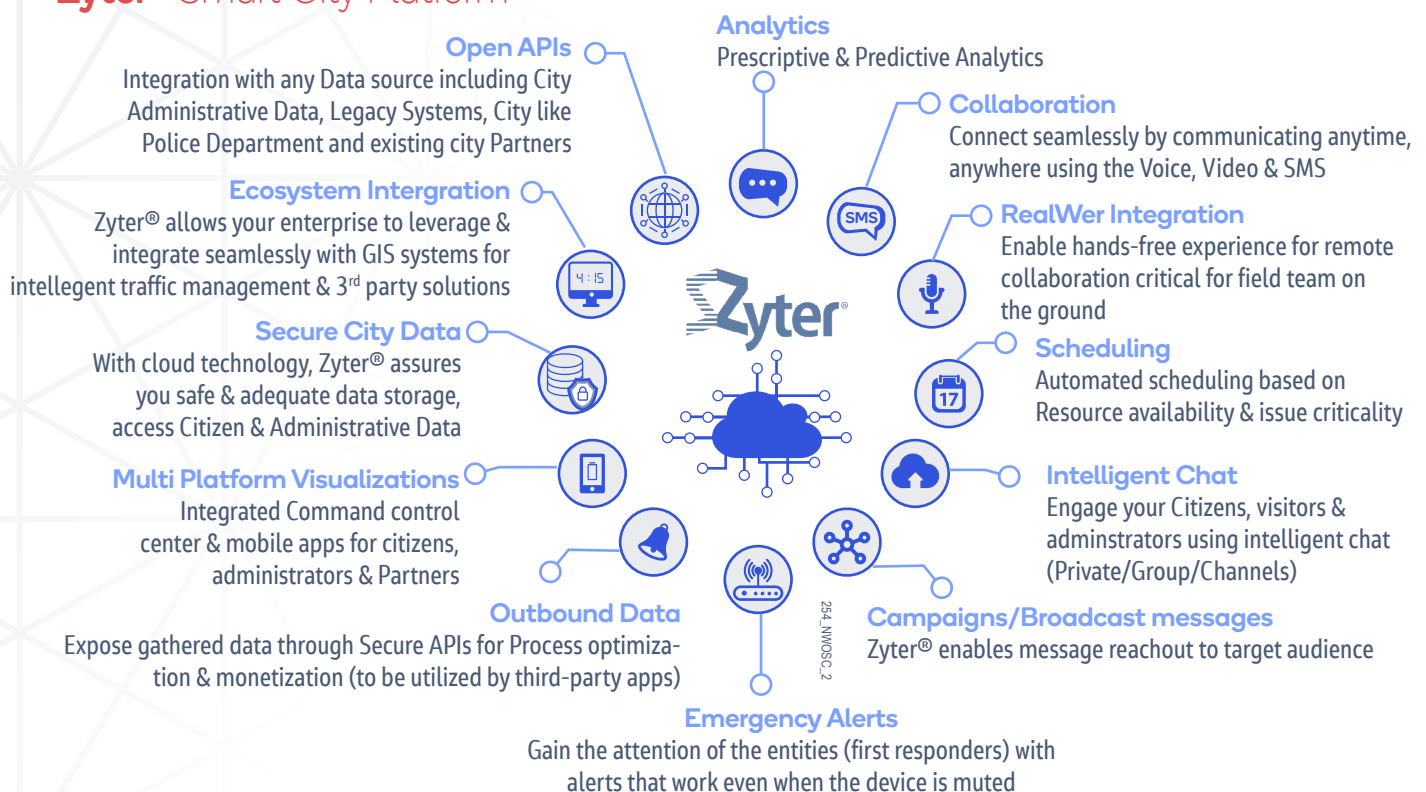 Zyter® Smart City Platform
Analytics
Prescriptive & Predictive Analytics
Open APIs
Integration with any Data source including City
Administrative Data, Legacy Systems, City like
Police Department and existing city Partners
Collaboration
Connect seamlessly by communicating anytime,
anywhere using the Voice, Video & SMS
SMS
Ecosystem Intergration
Zyter® allows your enterprise to leverage &
integrate seamlessly with GIS systems for
intellegent traffic management & 3rd party solutions
4:15
RealWer Integration
Enable hands-free experience for remote
collaboration critical for field team on
the ground
Zyter®
Secure City Data
With cloud technology, Zyter® assures
you safe & adequate data storage,
access Citizen & Administrative Data
Scheduling
Automated scheduling based on
Resource availability & issue criticality
17
Multi Platform Visualizations
Integrated Command control
center & mobile apps for citizens,
administrators & Partners
Intelligent Chat
Engage your Citizens, visitors &
adminstrators using intelligent chat
(Private/Group/Channels)
Outbound Data
Expose gathered data through Secure APIs for Process optimiza-
tion & monetization (to be utilized by third-party apps)
254_NWOSC_2
Campaigns/Broadcast messages
Zyter® enables message reachout to target audience
Emergency Alerts
Gain the attention of the entities (first responders) with
alerts that work even when the device is muted